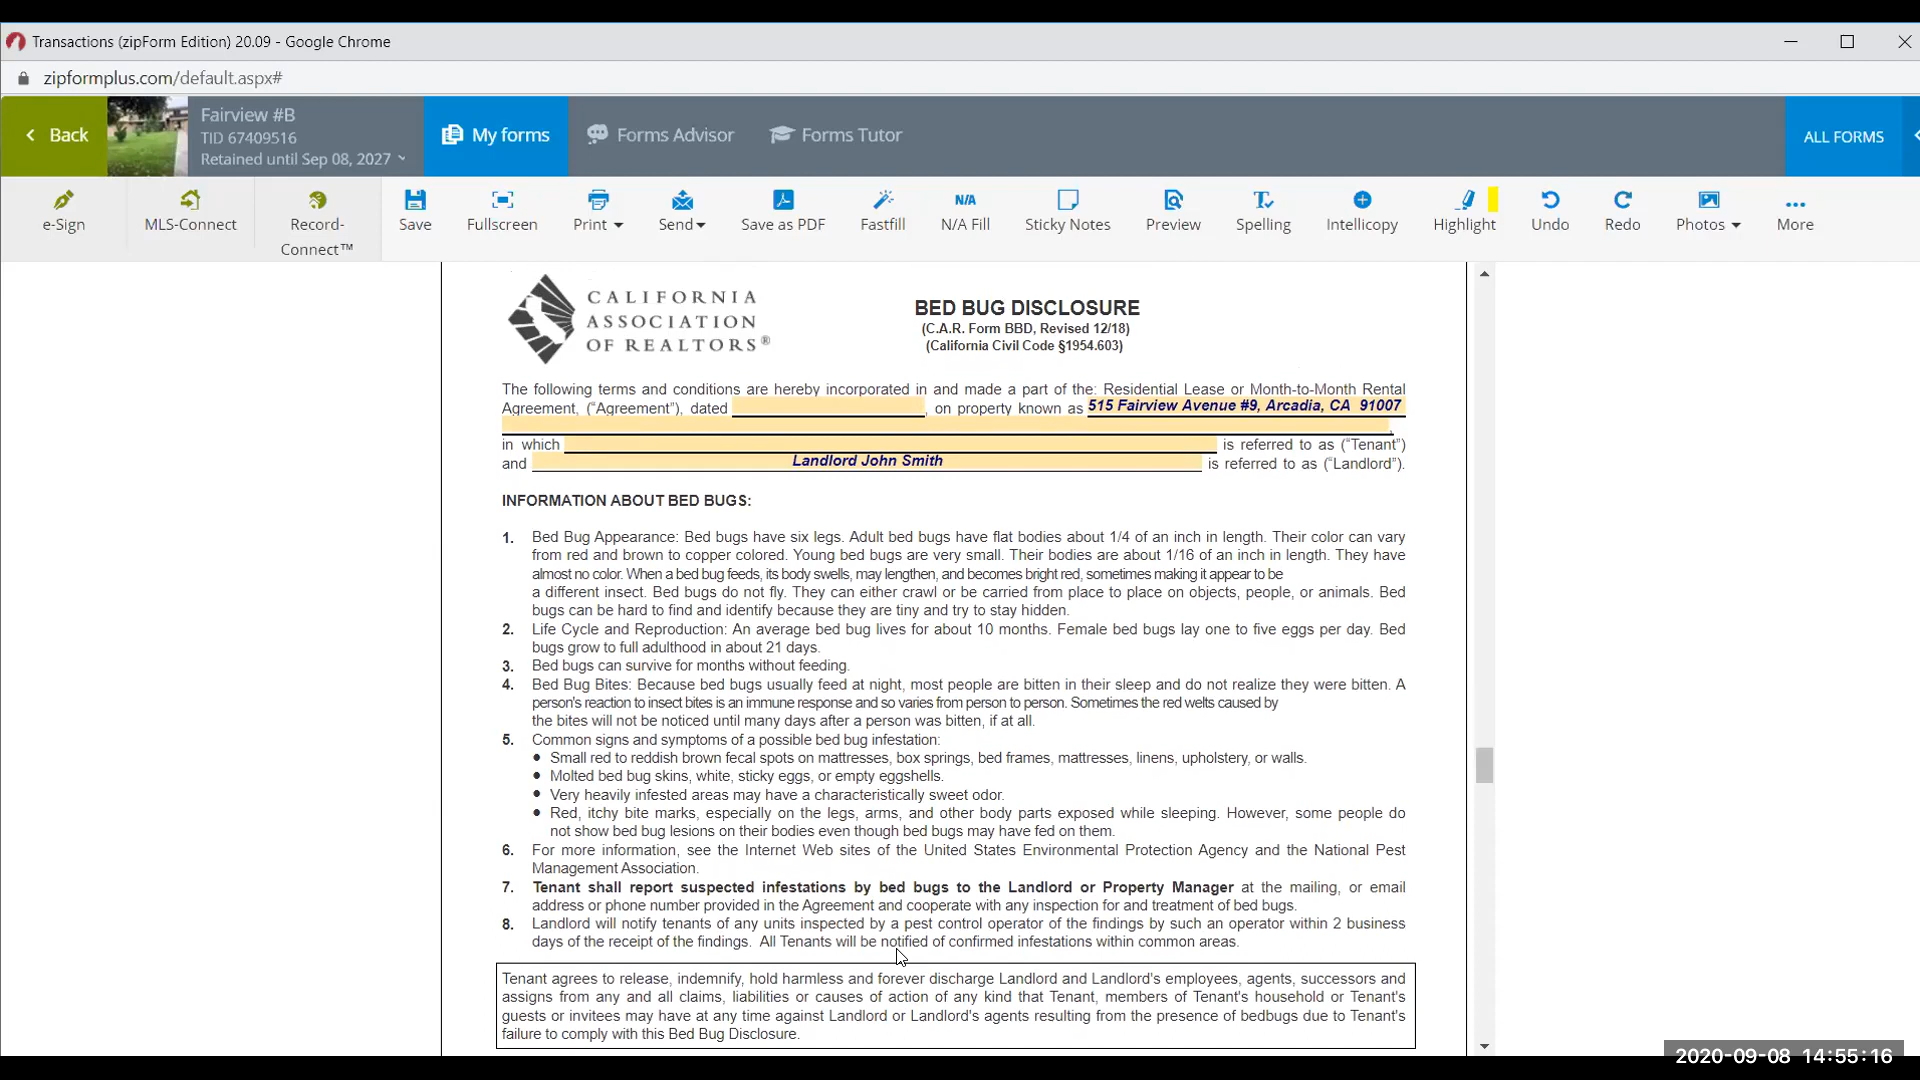 Transactions (zipForm Edition) 20.09 - Google Chrome
zipformplus.com/default.aspx#
Back
Fairview #B
TID 67409516
Retained until Sep 08, 2027
My forms
Forms Advisor
Forms Tutor
ALL FORMS
e-Sign
MLS-Connect
Record-
Connect™
Save
Fullscreen
Print
Send
Save as PDF
Fastfill
N/A
N/A Fill
Sticky Notes
Preview
Spelling
Intellicopy
Highlight
Undo
Redo
Photos
More
CALIFORNIA
ASSOCIATION
OF REALTORS®
BED BUG DISCLOSURE
(C.A.R. Form BBD, Revised 12/18)
(California Civil Code §1954.603)
The following terms and conditions are hereby incorporated in and made a part of the: Residential Lease or Month-to-Month Rental
Agreement, ("Agreement"), dated , on property known as 515 Fairview Avenue #9, Arcadia, CA 91007
,
in which is referred to as ("Tenant")
and Landlord John Smith is referred to as ("Landlord").
INFORMATION ABOUT BED BUGS:
1. Bed Bug Appearance: Bed bugs have six legs. Adult bed bugs have flat bodies about 1/4 of an inch in length. Their color can vary
from red and brown to copper colored. Young bed bugs are very small. Their bodies are about 1/16 of an inch in length. They have
almost no color. When a bed bug feeds, its body swells, may lengthen, and becomes bright red, sometimes making it appear to be
a different insect. Bed bugs do not fly. They can either crawl or be carried from place to place on objects, people, or animals. Bed
bugs can be hard to find and identify because they are tiny and try to stay hidden.
2. Life Cycle and Reproduction: An average bed bug lives for about 10 months. Female bed bugs lay one to five eggs per day. Bed
bugs grow to full adulthood in about 21 days.
3. Bed bugs can survive for months without feeding.
4. Bed Bug Bites: Because bed bugs usually feed at night, most people are bitten in their sleep and do not realize they were bitten. A
person's reaction to insect bites is an immune response and so varies from person to person. Sometimes the red welts caused by
the bites will not be noticed until many days after a person was bitten, if at all.
5. Common signs and symptoms of a possible bed bug infestation:
• Small red to reddish brown fecal spots on mattresses, box springs, bed frames, mattresses, linens, upholstery, or walls.
• Molted bed bug skins, white, sticky eggs, or empty eggshells.
• Very heavily infested areas may have a characteristically sweet odor.
• Red, itchy bite marks, especially on the legs, arms, and other body parts exposed while sleeping. However, some people do
not show bed bug lesions on their bodies even though bed bugs may have fed on them.
6. For more information, see the Internet Web sites of the United States Environmental Protection Agency and the National Pest
Management Association.
7. Tenant shall report suspected infestations by bed bugs to the Landlord or Property Manager at the mailing, or email
address or phone number provided in the Agreement and cooperate with any inspection for and treatment of bed bugs.
8. Landlord will notify tenants of any units inspected by a pest control operator of the findings by such an operator within 2 business
days of the receipt of the findings. All Tenants will be notified of confirmed infestations within common areas.
Tenant agrees to release, indemnify, hold harmless and forever discharge Landlord and Landlord's employees, agents, successors and
assigns from any and all claims, liabilities or causes of action of any kind that Tenant, members of Tenant's household or Tenant's
guests or invitees may have at any time against Landlord or Landlord's agents resulting from the presence of bedbugs due to Tenant's
failure to comply with this Bed Bug Disclosure.
2020-09-08 14:55:16